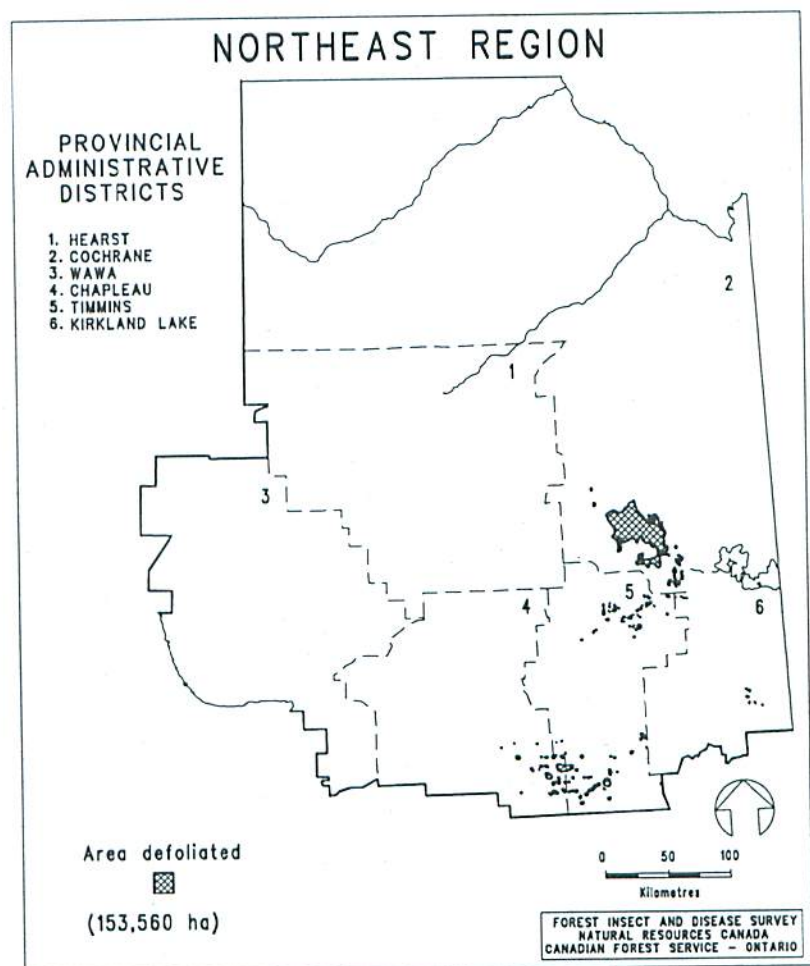 NORTHEAST REGION
PROVINCIAL
ADMINISTRATIVE
DISTRICTS
1. HEARST
2. COCHRANE
3. WAWA
4. CHAPLEAU
5. TIMMINS
6. KIRKLAND LAKE
2
1
3
5
4
6
Area defoliated
(153,560 ha)
0 50 100
Kilometres
FOREST INSECT AND DISEASE SURVEY
NATURAL RESOURCES CANADA
CANADIAN FOREST SERVICE - ONTARIO